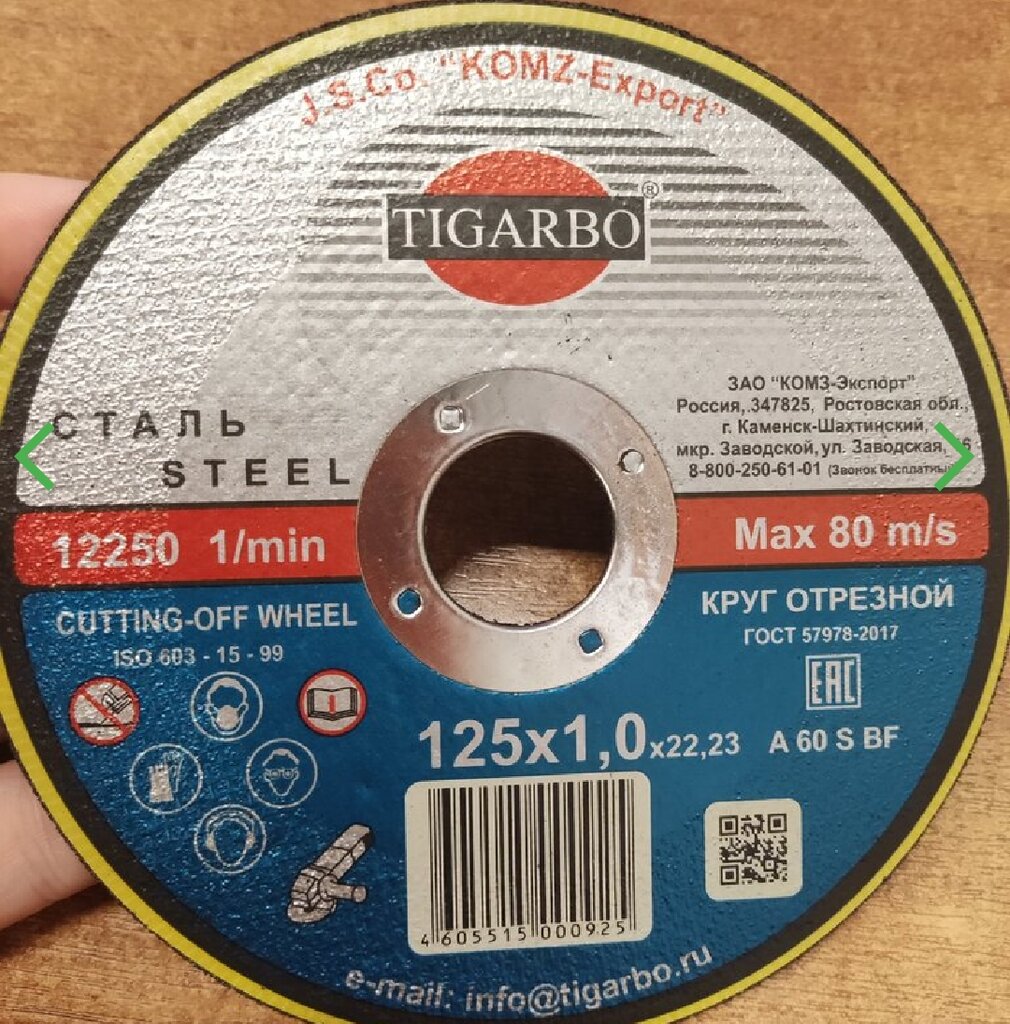 J.S.Co. "KOMZ-Export"
TIGARBO®
ЗАО "КОМЗ-Экспорт"
Россия, 347825, Ростовская обл.,
г. Каменск-Шахтинский,
мкр. Заводской, ул. Заводская,
8-800-250-61-01 (Звонок бесплатный)
СТАЛЬ
STEEL
12250 1/min
Max 80 m/s
CUTTING-OFF WHEEL
ISO 603 - 15 - 99
КРУГ ОТРЕЗНОЙ
ГОСТ 57978-2017
EAC
125x1,0x22,23 A 60 S BF
4 605515 000925
e-mail: info@tigarbo.ru